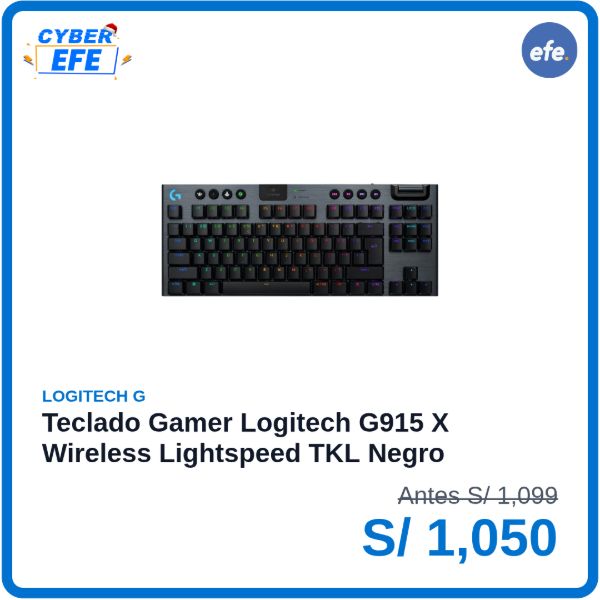 CYBER
EFE
efe.
LOGITECH G
Teclado Gamer Logitech G915 X
Wireless Lightspeed TKL Negro
Antes S/ 1,099
S/ 1,050